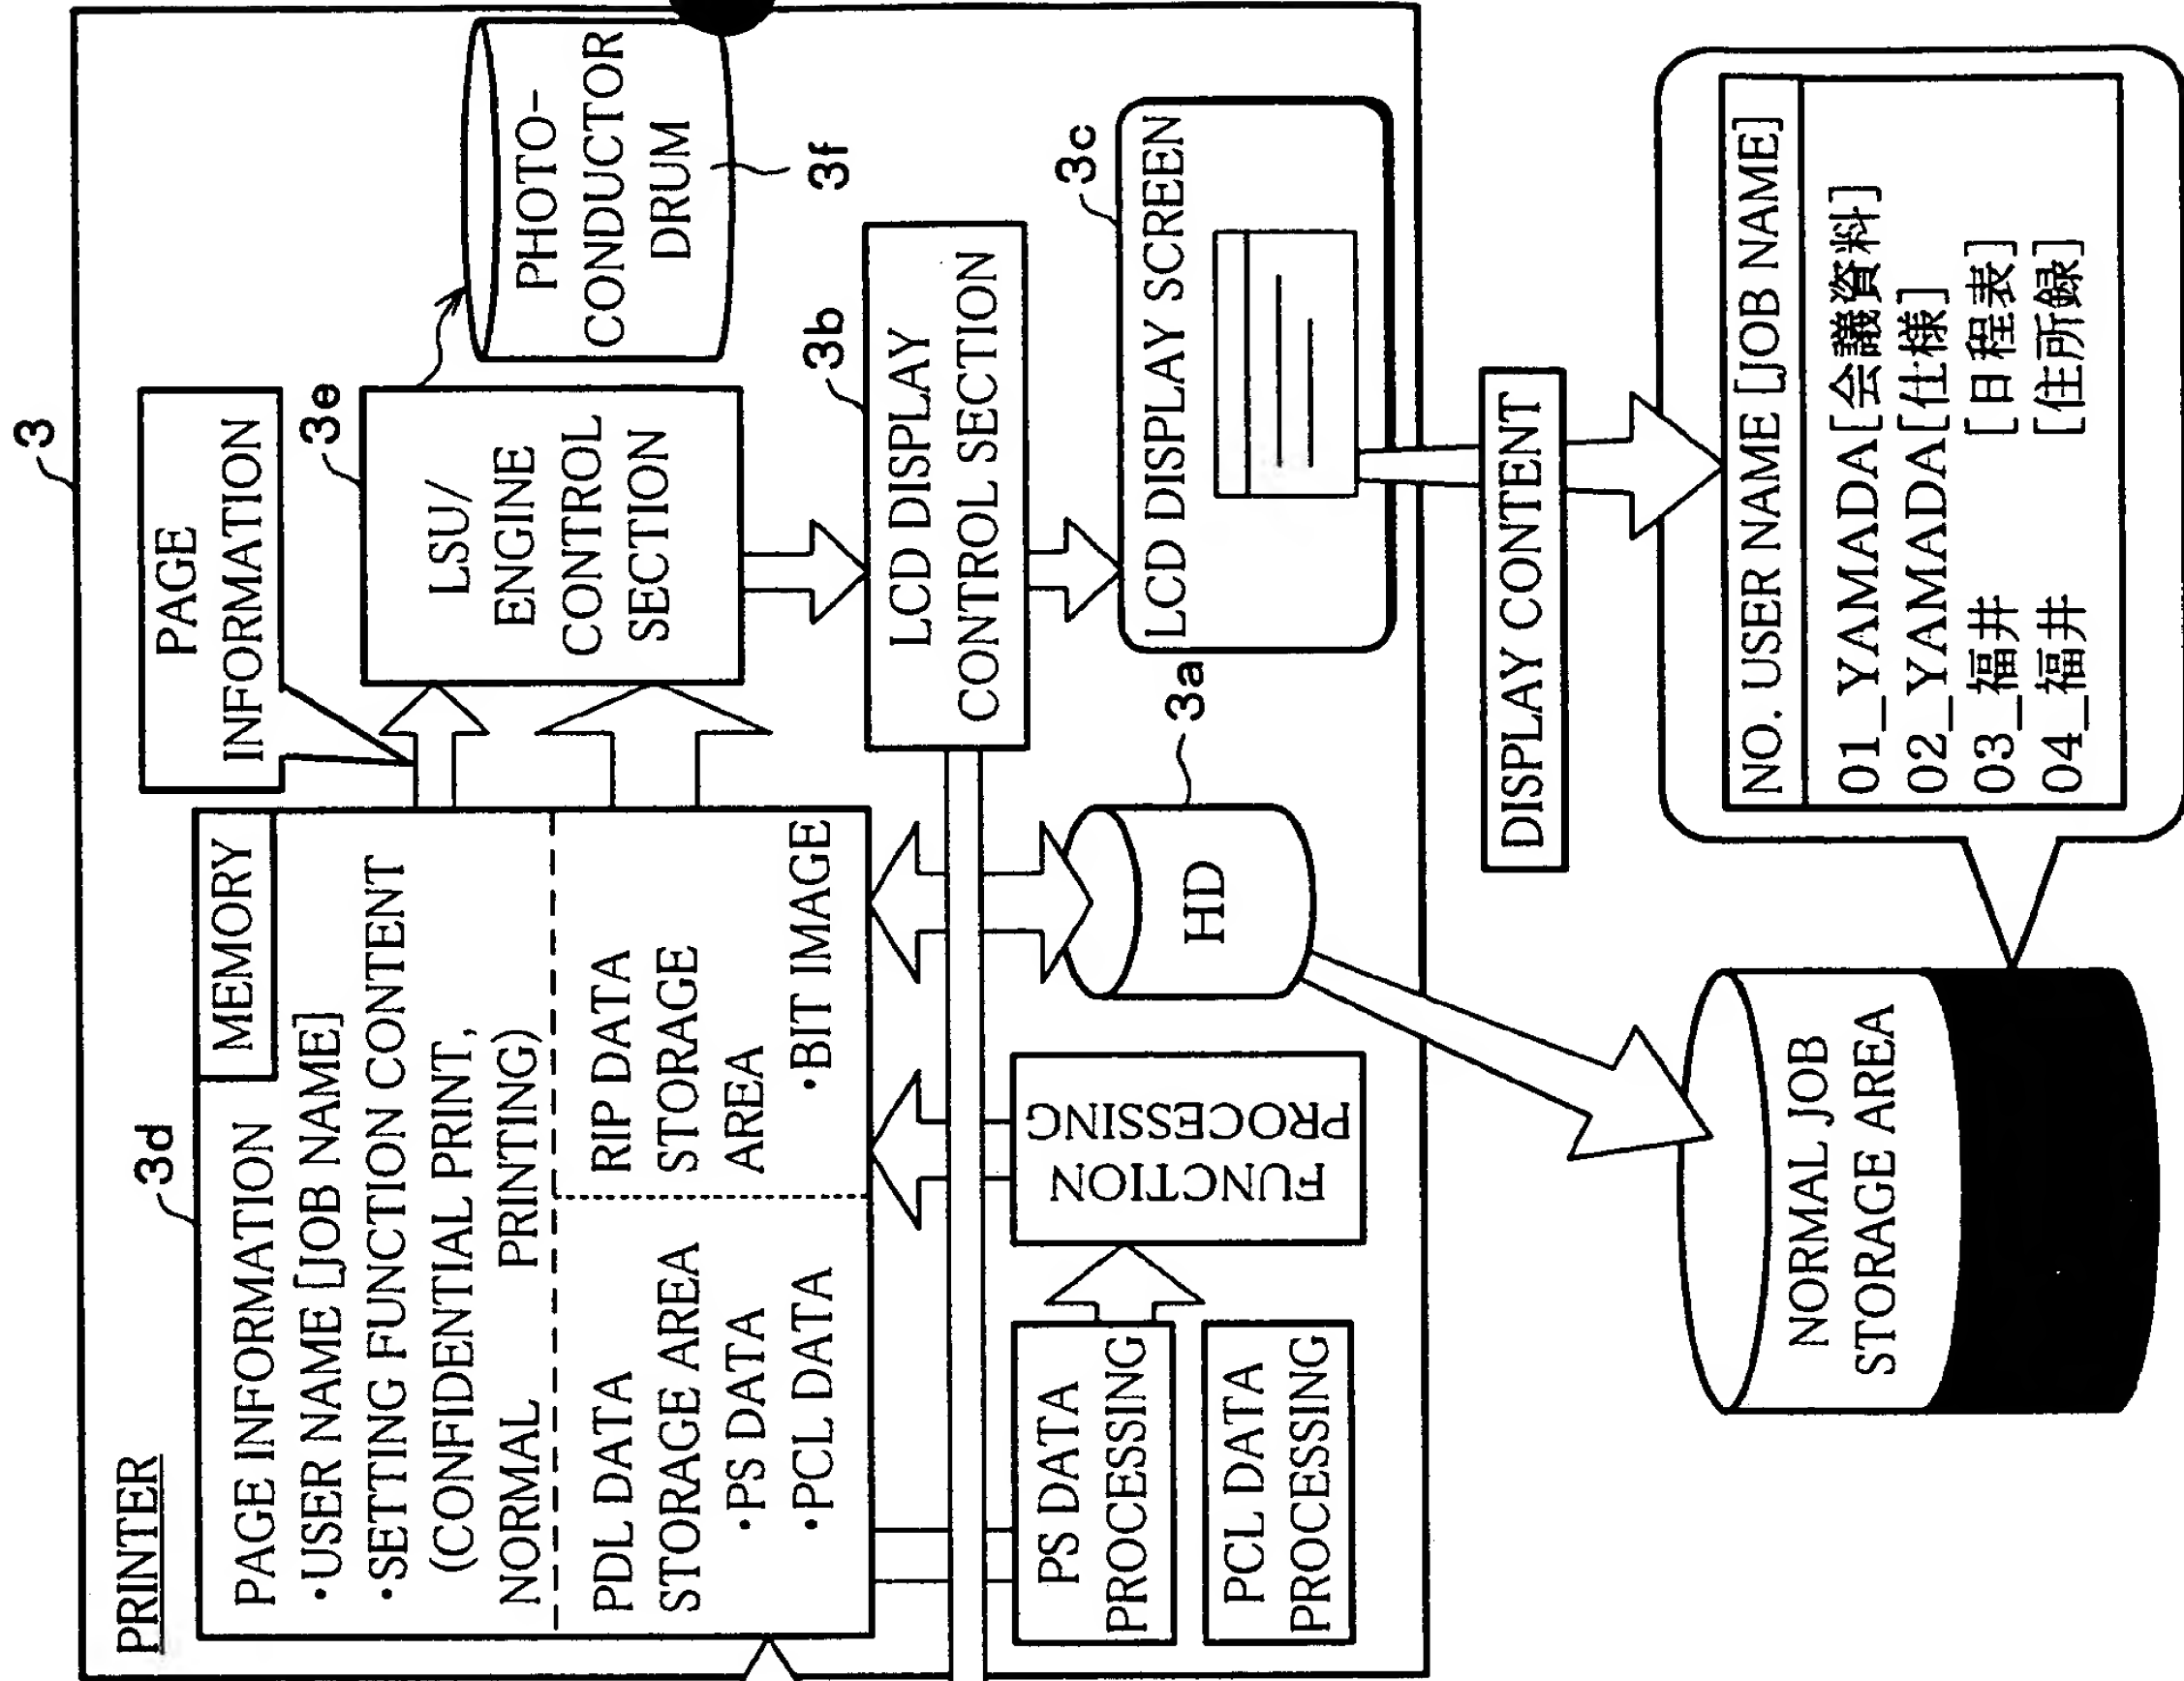 3
PRINTER
3d
MEMORY
PAGE INFORMATION
・USER NAME [JOB NAME]
・SETTING FUNCTION CONTENT
(CONFIDENTIAL PRINT,
NORMAL PRINTING)
PDL DATA
STORAGE AREA
・PS DATA
・PCL DATA
RIP DATA
STORAGE
AREA
・BIT IMAGE
PAGE
INFORMATION
3e
LSU/
ENGINE
CONTROL
SECTION
PHOTO-
CONDUCTOR
DRUM
3f
3b
LCD DISPLAY
CONTROL SECTION
3c
LCD DISPLAY SCREEN
PS DATA
PROCESSING
PCL DATA
PROCESSING
FUNCTION
PROCESSING
3a
HD
DISPLAY CONTENT
NORMAL JOB
STORAGE AREA
NO. USER NAME [JOB NAME]
01_YAMADA[会議資料]
02_YAMADA[仕様]
03_福井 [日程表]
04_福井 [住所録]